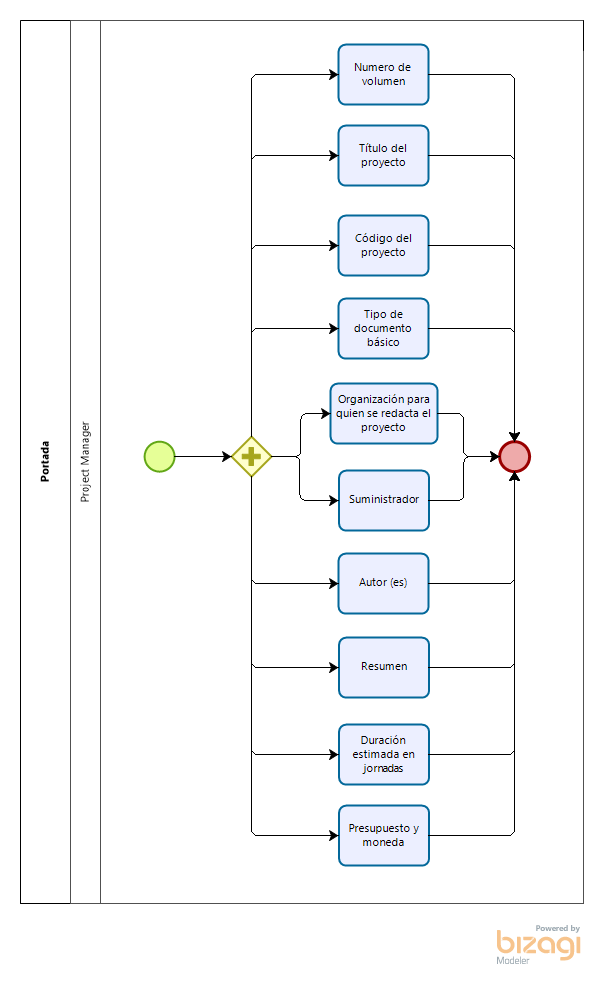 Portada
Project Manager
Numero de
volumen
Título del
proyecto
Código del
proyecto
Tipo de
documento
básico
Organización para
quien se redacta el
proyecto
Suministrador
Autor (es)
Resumen
Duración
estimada en
jornadas
Presupuesto y
moneda
Powered by
bizagi
Modeler